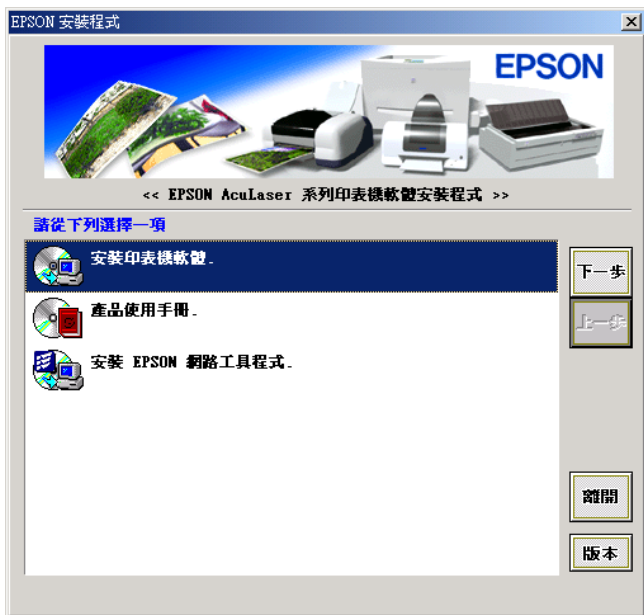 EPSON 安裝程式
EPSON
<< EPSON AcuLaser 系列印表機軟體安裝程式 >>
請從下列選擇一項
安裝印表機軟體.
下一步
產品使用手冊.
上一步
安裝 EPSON 網路工具程式.
離開
版本